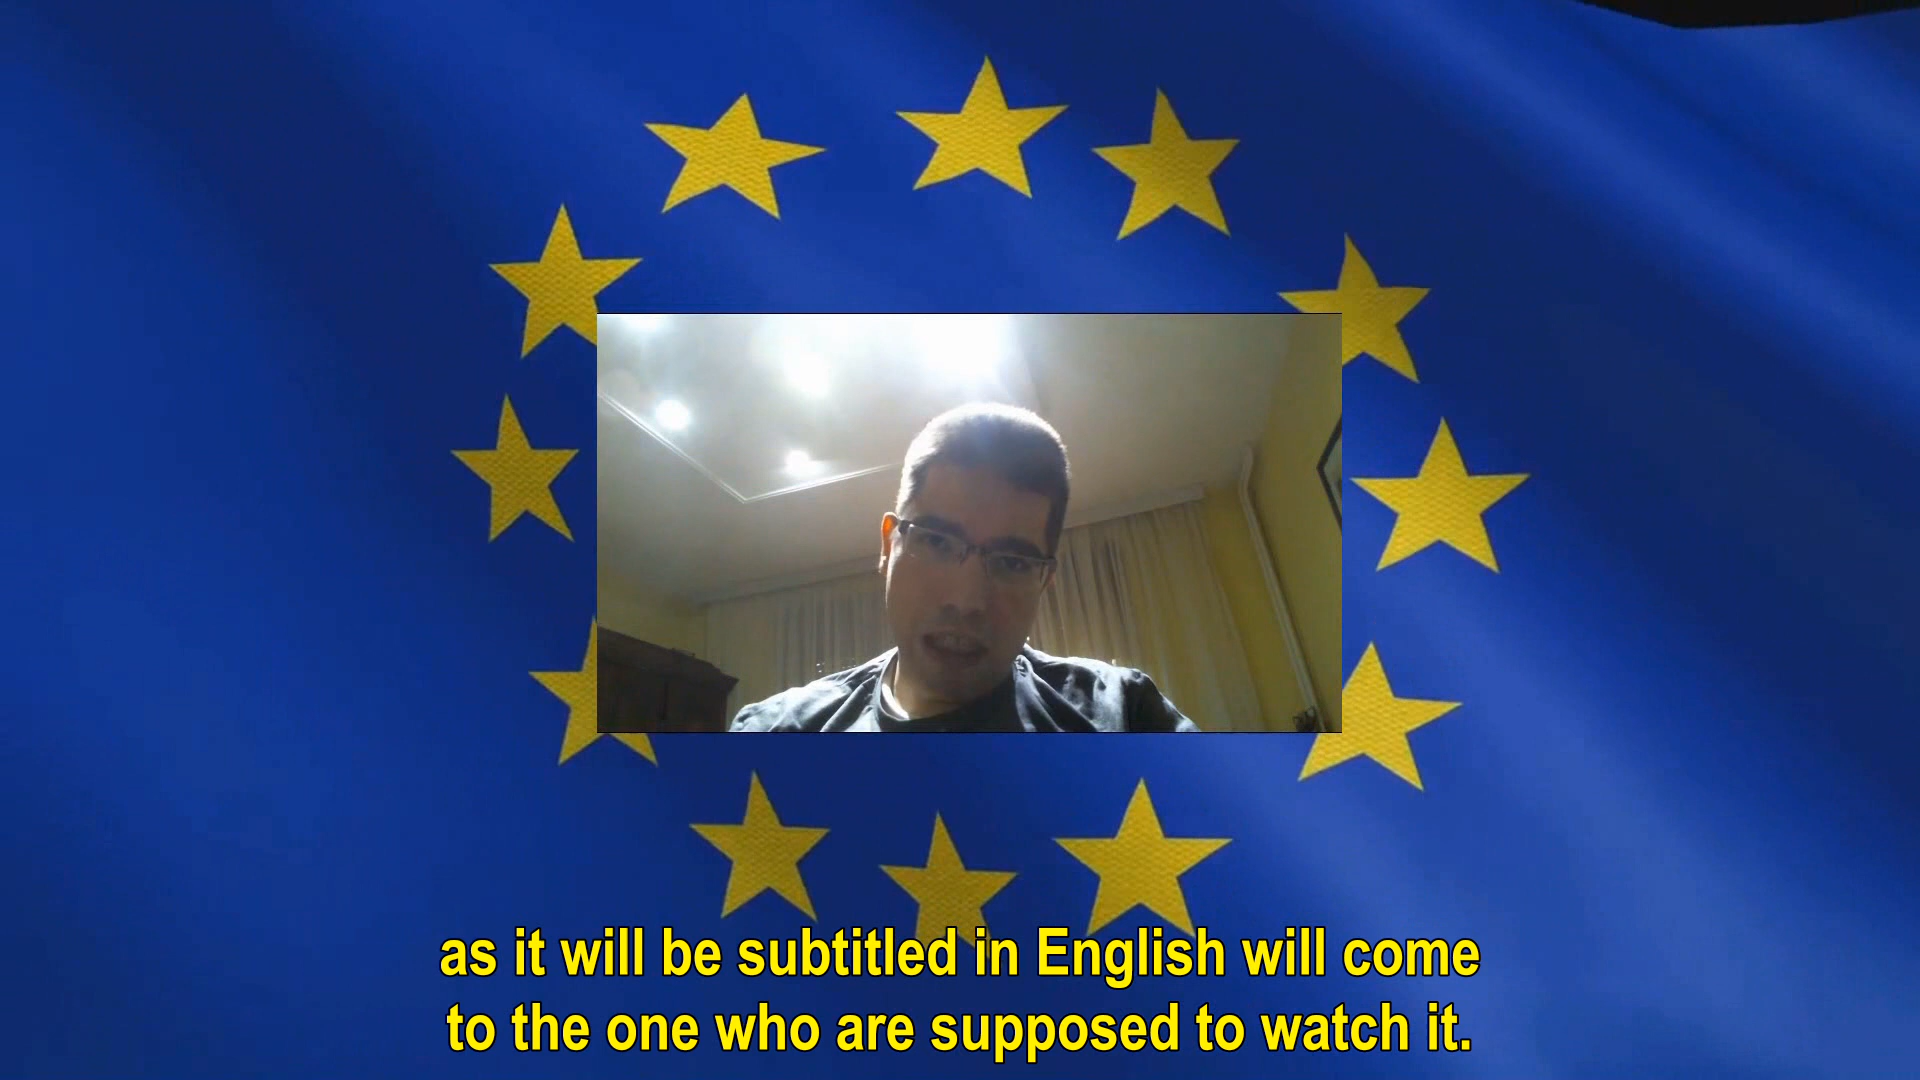 as it will be subtitled in English will come
to the one who are supposed to watch it.